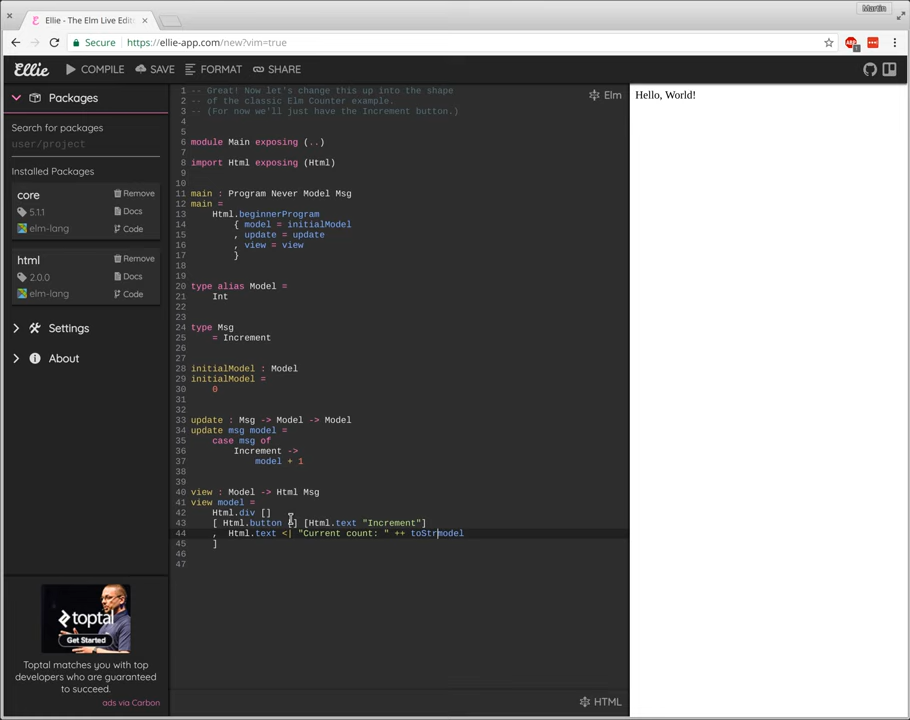 Martin
Ellie - The Elm Live Edit
Secure
https://ellie-app.com/new?vim=true
ABP
1
Ellie
COMPILE
SAVE
FORMAT
SHARE
Packages
Search for packages
user/project
Installed Packages
core
Remove
5.1.1
Docs
elm-lang
Code
html
Remove
2.0.0
Docs
elm-lang
Code
Settings
About
toptal
Get Started
Toptal matches you with top
developers who are guaranteed
to succeed.
ads via Carbon
Elm
1 -- Great! Now let's change this up into the shape
2 -- of the classic Elm Counter example.
3 -- (For now we'll just have the Increment button.)
4
5
6 module Main exposing (..)
7
8 import Html exposing (Html)
9
10
11 main : Program Never Model Msg
12 main =
13     Html.beginnerProgram
14         { model = initialModel
15         , update = update
16         , view = view
17         }
18
19
20 type alias Model =
21     Int
22
23
24 type Msg
25     = Increment
26
27
28 initialModel : Model
29 initialModel =
30     0
31
32
33 update : Msg -> Model -> Model
34 update msg model =
35     case msg of
36         Increment ->
37             model + 1
38
39
40 view : Model -> Html Msg
41 view model =
42     Html.div []
43     [ Html.button [] [Html.text "Increment"]
44     ,  Html.text <| "Current count: " ++ toStrmodel
45     ]
46
47
HTML
Hello, World!